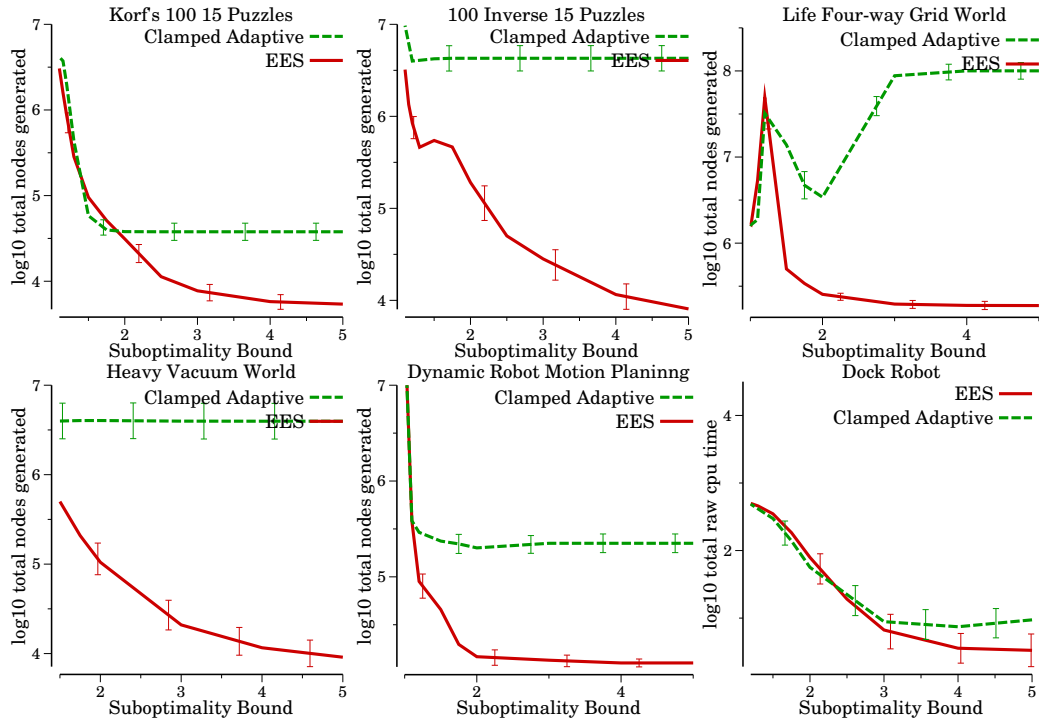 Korf's 100 15 Puzzles
log10 total nodes generated
7
6
5
4
Clamped Adaptive
EES
2
3
4
5
Suboptimality Bound
100 Inverse 15 Puzzles
log10 total nodes generated
7
6
5
4
Clamped Adaptive
EES
2
3
4
5
Suboptimality Bound
Life Four-way Grid World
log10 total nodes generated
8
7
6
Clamped Adaptive
EES
2
4
Suboptimality Bound
Heavy Vacuum World
log10 total nodes generated
7
6
5
4
Clamped Adaptive
EES
2
3
4
5
Suboptimality Bound
Dynamic Robot Motion Planinng
log10 total nodes generated
7
6
5
Clamped Adaptive
EES
2
4
Suboptimality Bound
Dock Robot
log10 total raw cpu time
4
2
EES
Clamped Adaptive
2
3
4
5
Suboptimality Bound